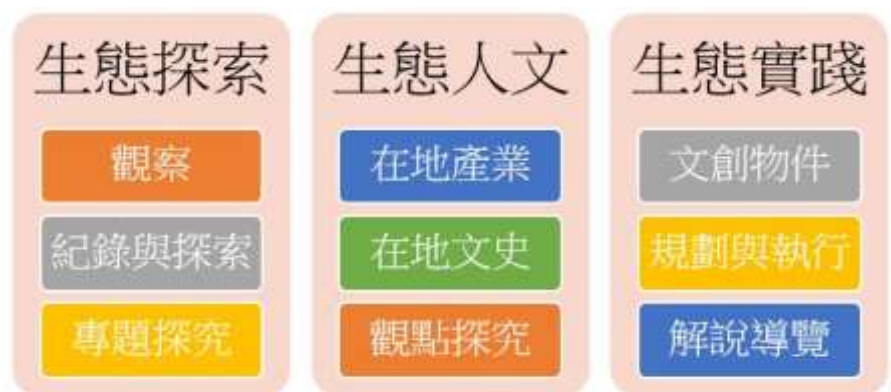 生態探索
觀察
紀錄與探索
專題探究
生態人文
在地產業
在地文史
觀點探究
生態實踐
文創物件
規劃與執行
解說導覽